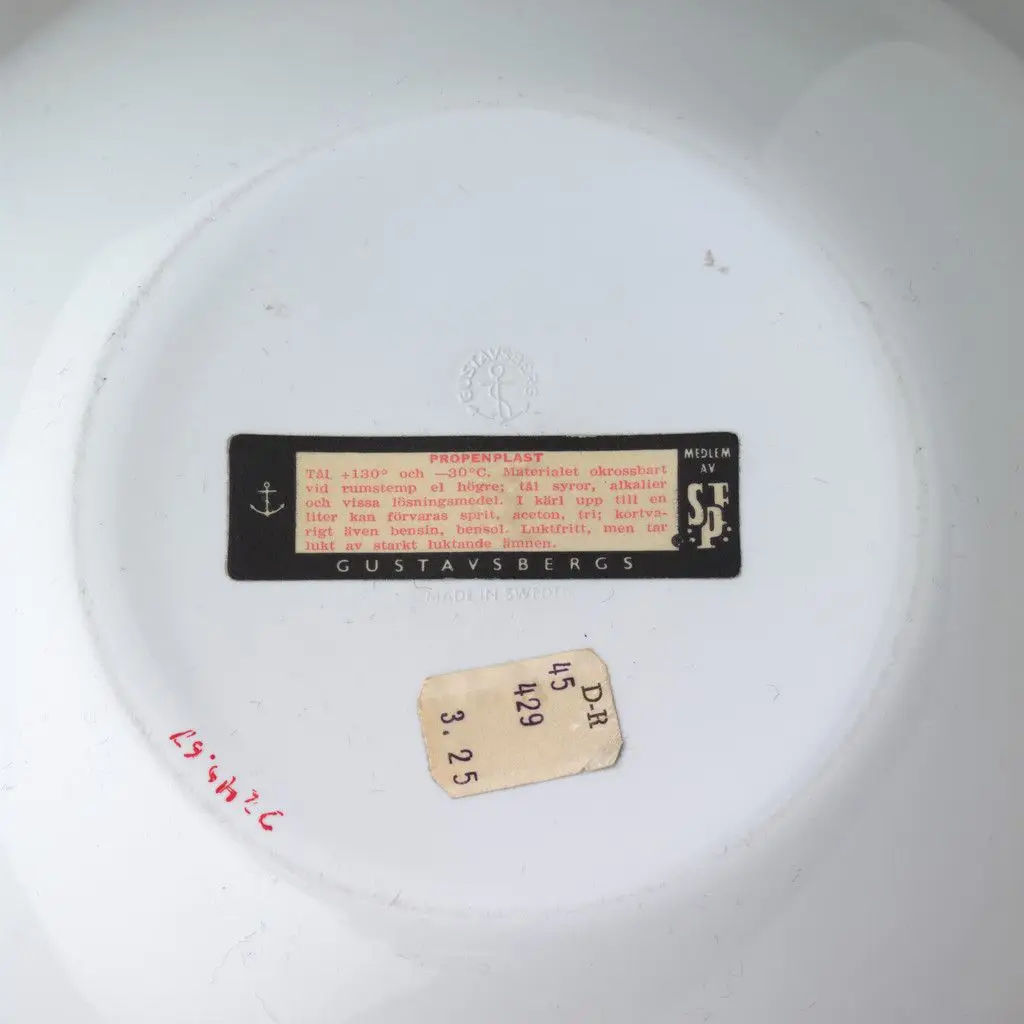 GUSTAVSBERG
PROPENPLAST
Tål +130° och —30°C. Materialet okrossbart
vid rumstemp el högre; tål syror, alkalier
och vissa lösningsmedel. I kärl upp till en
liter kan förvaras sprit, aceton, tri; kortva-
rigt även bensin, bensol. Luktfritt, men tar
lukt av starkt luktande ämnen.
MEDLEM
AV
SPF
GUSTAVSBERGS
MADE IN SWEDEN
D-R
45
429
3.25